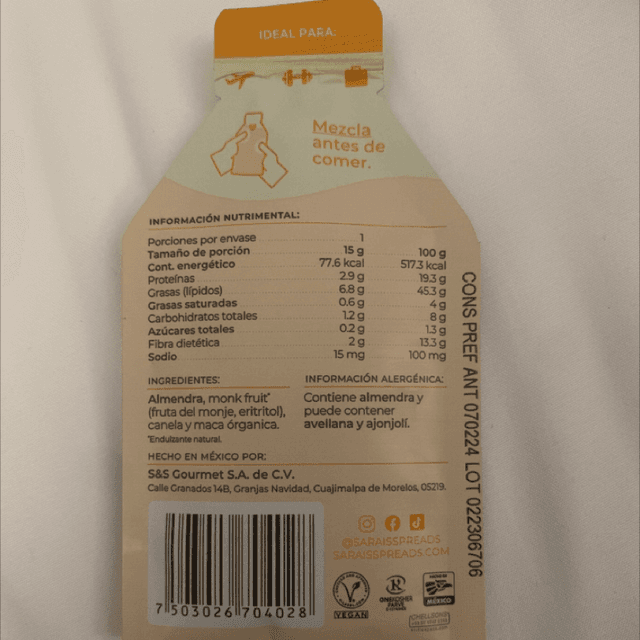 IDEAL PARA:
Mezcla
antes de
comer.
INFORMACIÓN NUTRIMENTAL:
Porciones por envase 1
Tamaño de porción 15 g 100 g
Cont. energético 77.6 kcal 517.3 kcal
Proteínas 2.9 g 19.3 g
Grasas (lípidos) 6.8 g 45.3 g
Grasas saturadas 0.6 g 4 g
Carbohidratos totales 1.2 g 8 g
Azúcares totales 0.2 g 1.3 g
Fibra dietética 2 g 13.3 g
Sodio 15 mg 100 mg
INGREDIENTES:
Almendra, monk fruit*
(fruta del monje, eritritol),
canela y maca órganica.
*Endulzante natural.
INFORMACIÓN ALERGÉNICA:
Contiene almendra y
puede contener
avellana y ajonjolí.
HECHO EN MÉXICO POR:
S&S Gourmet S.A. de C.V.
Calle Granados 14B, Granjas Navidad, Cuajimalpa de Morelos, 05219.
7 503026 704028
@SARAISSPREADS
SARAISSPREADS.COM
VEGAN
MÉXICO
CONS PREF ANT 070224 LOT 022306706